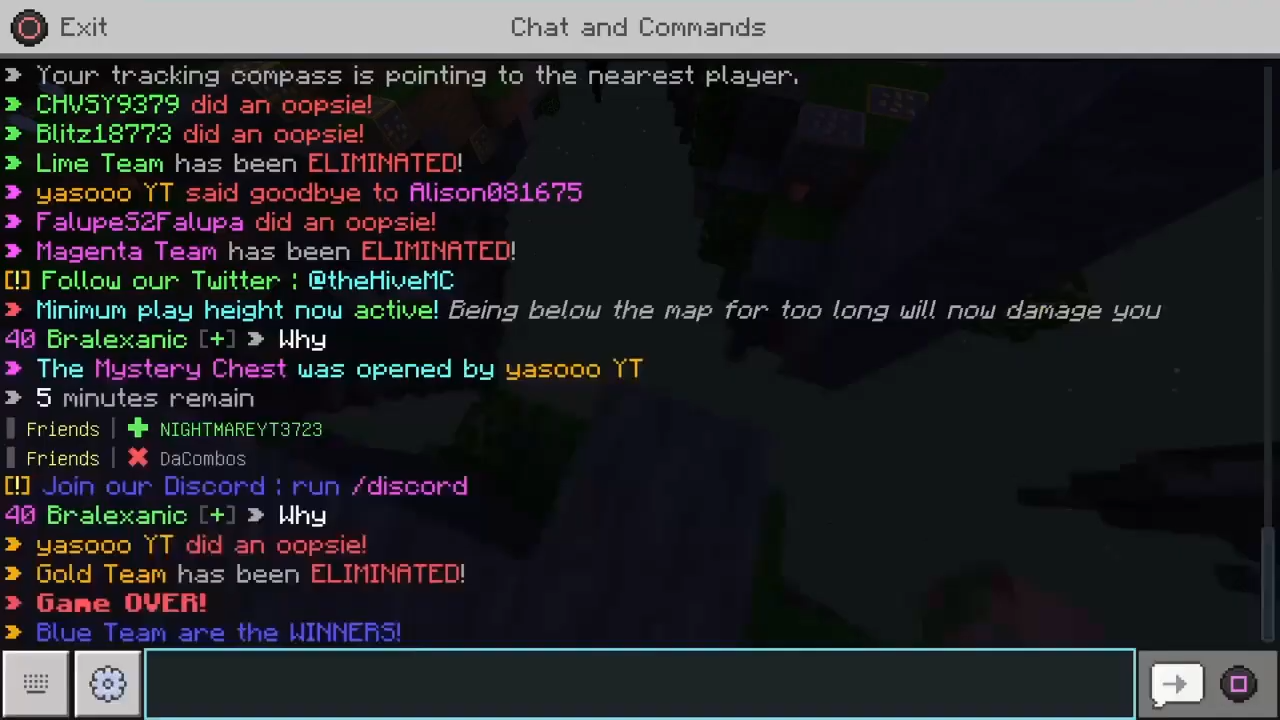 Exit
Chat and Commands
Your tracking compass is pointing to the nearest player.
CHVSY9379 did an oopsie!
Blitz18773 did an oopsie!
Lime Team has been ELIMINATED!
yasooo YT said goodbye to Alison081675
FalupeS2Falupa did an oopsie!
Magenta Team has been ELIMINATED!
[!] Follow our Twitter : @theHiveMC
Minimum play height now active! Being below the map for too long will now damage you
40 Bralexanic [+] » Why
The Mystery Chest was opened by yasooo YT
5 minutes remain
Friends | ✚ NIGHTMAREYT3723
Friends | ✖ DaCombos
[!] Join our Discord : run /discord
40 Bralexanic [+] » Why
yasooo YT did an oopsie!
Gold Team has been ELIMINATED!
Game OVER!
Blue Team are the WINNERS!